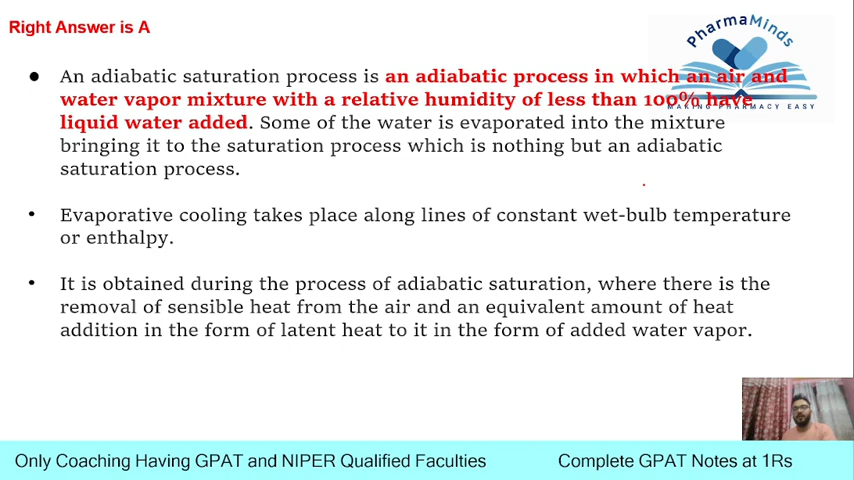 Right Answer is A
PharmaMinds
MAKING PHARMACY EASY
● An adiabatic saturation process is an adiabatic process in which an air and
water vapor mixture with a relative humidity of less than 100% have
liquid water added. Some of the water is evaporated into the mixture
bringing it to the saturation process which is nothing but an adiabatic
saturation process.
• Evaporative cooling takes place along lines of constant wet-bulb temperature
or enthalpy.
• It is obtained during the process of adiabatic saturation, where there is the
removal of sensible heat from the air and an equivalent amount of heat
addition in the form of latent heat to it in the form of added water vapor.
Only Coaching Having GPAT and NIPER Qualified Faculties
Complete GPAT Notes at 1Rs